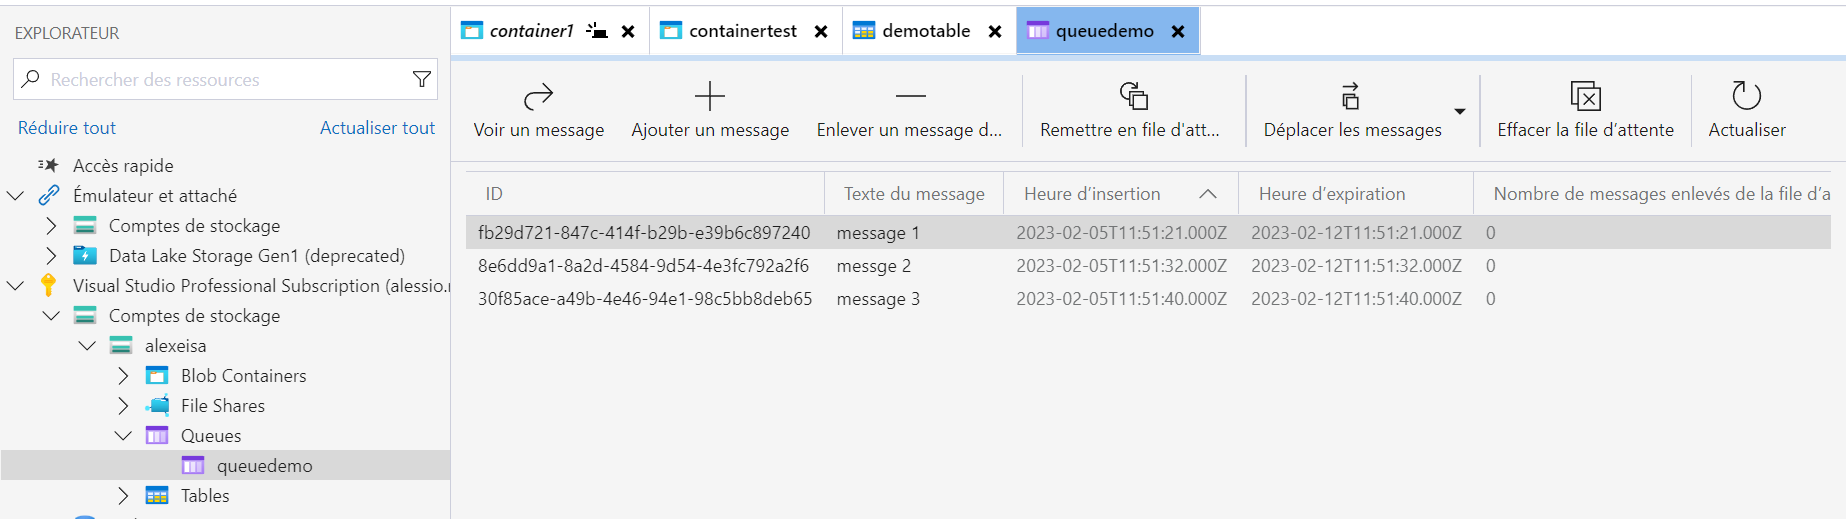 EXPLORATEUR
Rechercher des ressources
Réduire tout
Actualiser tout
Accès rapide
Émulateur et attaché
Comptes de stockage
Data Lake Storage Gen1 (deprecated)
Visual Studio Professional Subscription (alessio.r
Comptes de stockage
alexeisa
Blob Containers
File Shares
Queues
queuedemo
Tables
container1
containertest
demotable
queuedemo
Voir un message
Ajouter un message
Enlever un message d...
Remettre en file d'att...
Déplacer les messages
Effacer la file d'attente
Actualiser
ID Texte du message Heure d'insertion Heure d'expiration Nombre de messages enlevés de la file d'a
fb29d721-847c-414f-b29b-e39b6c897240 message 1 2023-02-05T11:51:21.000Z 2023-02-12T11:51:21.000Z 0
8e6dd9a1-8a2d-4584-9d54-4e3fc792a2f6 messge 2 2023-02-05T11:51:32.000Z 2023-02-12T11:51:32.000Z 0
30f85ace-a49b-4e46-94e1-98c5bb8deb65 message 3 2023-02-05T11:51:40.000Z 2023-02-12T11:51:40.000Z 0